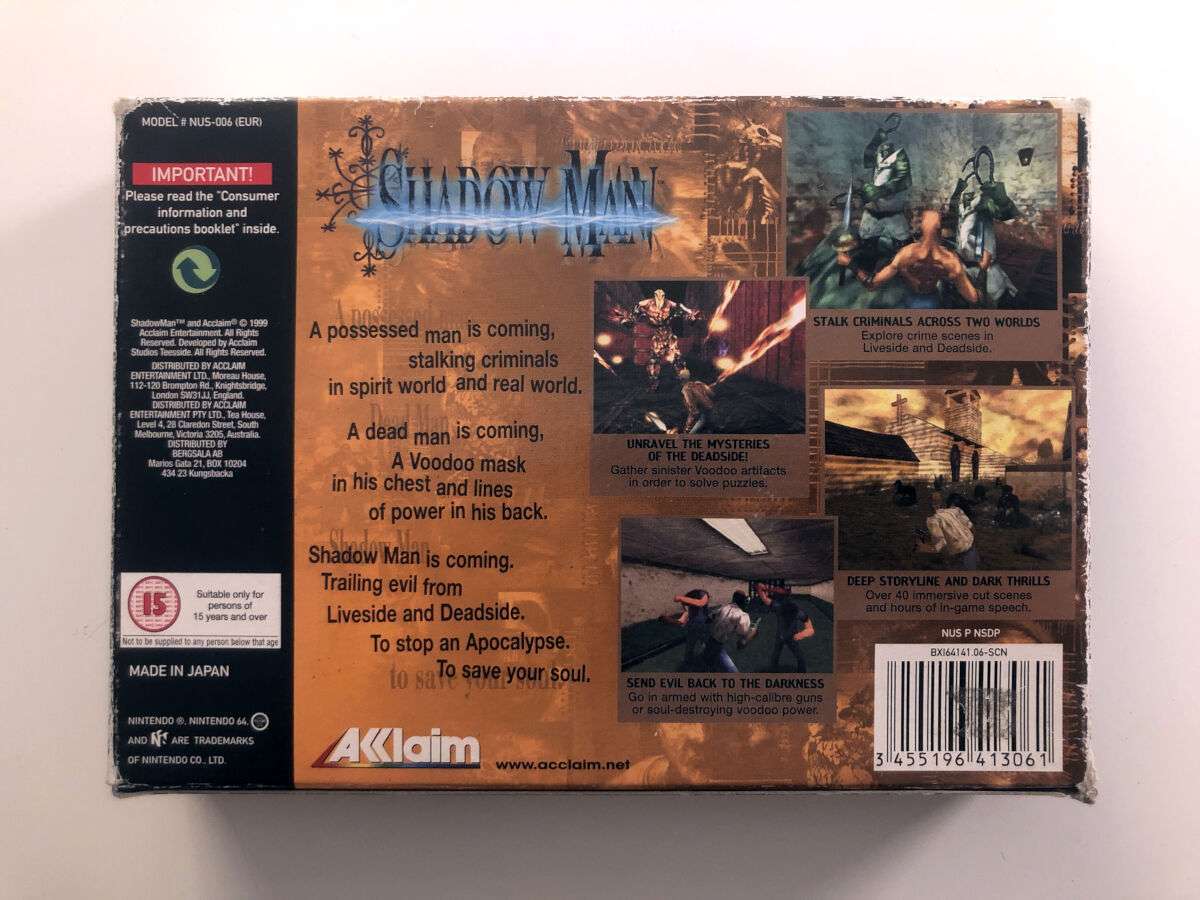 MODEL # NUS-006 (EUR)
IMPORTANT!
Please read the "Consumer
information and
precautions booklet" inside.
ShadowMan™ and Acclaim® © 1999
Acclaim Entertainment. All Rights
Reserved. Developed by Acclaim
Studios Teesside. All Rights Reserved.
DISTRIBUTED BY ACCLAIM
ENTERTAINMENT LTD., Moreau House,
112-120 Brompton Rd., Knightsbridge,
London SW31JJ, England.
DISTRIBUTED BY ACCLAIM
ENTERTAINMENT PTY LTD., Tea House,
Level 4, 28 Claredon Street, South
Melbourne, Victoria 3205, Australia.
DISTRIBUTED BY
BERGSALA AB
Marios Gata 21, BOX 10204
434 23 Kungsbacka
15
Suitable only for
persons of
15 years and over
Not to be supplied to any person below that age
MADE IN JAPAN
NINTENDO ®, NINTENDO 64,
AND N ARE TRADEMARKS
OF NINTENDO CO., LTD.
SHADOW MAN
A possessed
A possessed man is coming,
stalking criminals
in spirit world and real world.
Dead Man
A dead man is coming,
A Voodoo mask
in his chest and lines
of power in his back.
Shadow Man
Shadow Man is coming.
Trailing evil from
Liveside and Deadside.
To stop an Apocalypse.
To save your soul.
to save your soul.
AKKlaim
www.acclaim.net
STALK CRIMINALS ACROSS TWO WORLDS
Explore crime scenes in
Liveside and Deadside.
UNRAVEL THE MYSTERIES
OF THE DEADSIDE!
Gather sinister Voodoo artifacts
in order to solve puzzles.
DEEP STORYLINE AND DARK THRILLS
Over 40 immersive cut scenes
and hours of in-game speech.
SEND EVIL BACK TO THE DARKNESS
Go in armed with high-calibre guns
or soul-destroying voodoo power.
NUS P NSDP
BXI64141.06-SCN
3 455196 413061